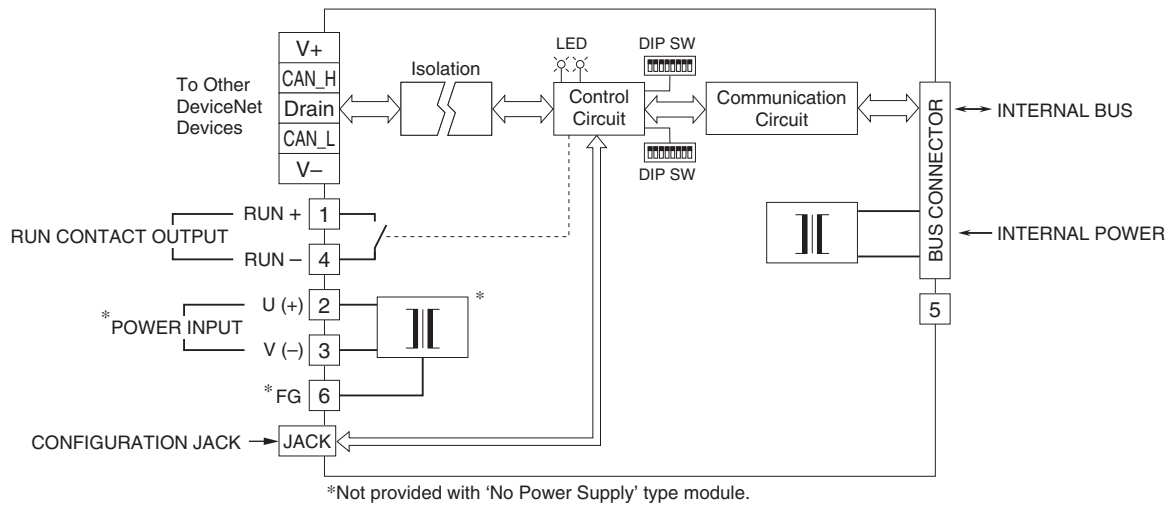 To Other
DeviceNet
Devices
V+
CAN_H
Drain
CAN_L
V–
Isolation
LED
Control
Circuit
DIP SW
DIP SW
Communication
Circuit
BUS CONNECTOR
INTERNAL BUS
INTERNAL POWER
5
RUN CONTACT OUTPUT
RUN + 1
RUN – 4
*POWER INPUT
U (+) 2
V (–) 3
*
*FG 6
CONFIGURATION JACK
JACK
*Not provided with ‘No Power Supply’ type module.